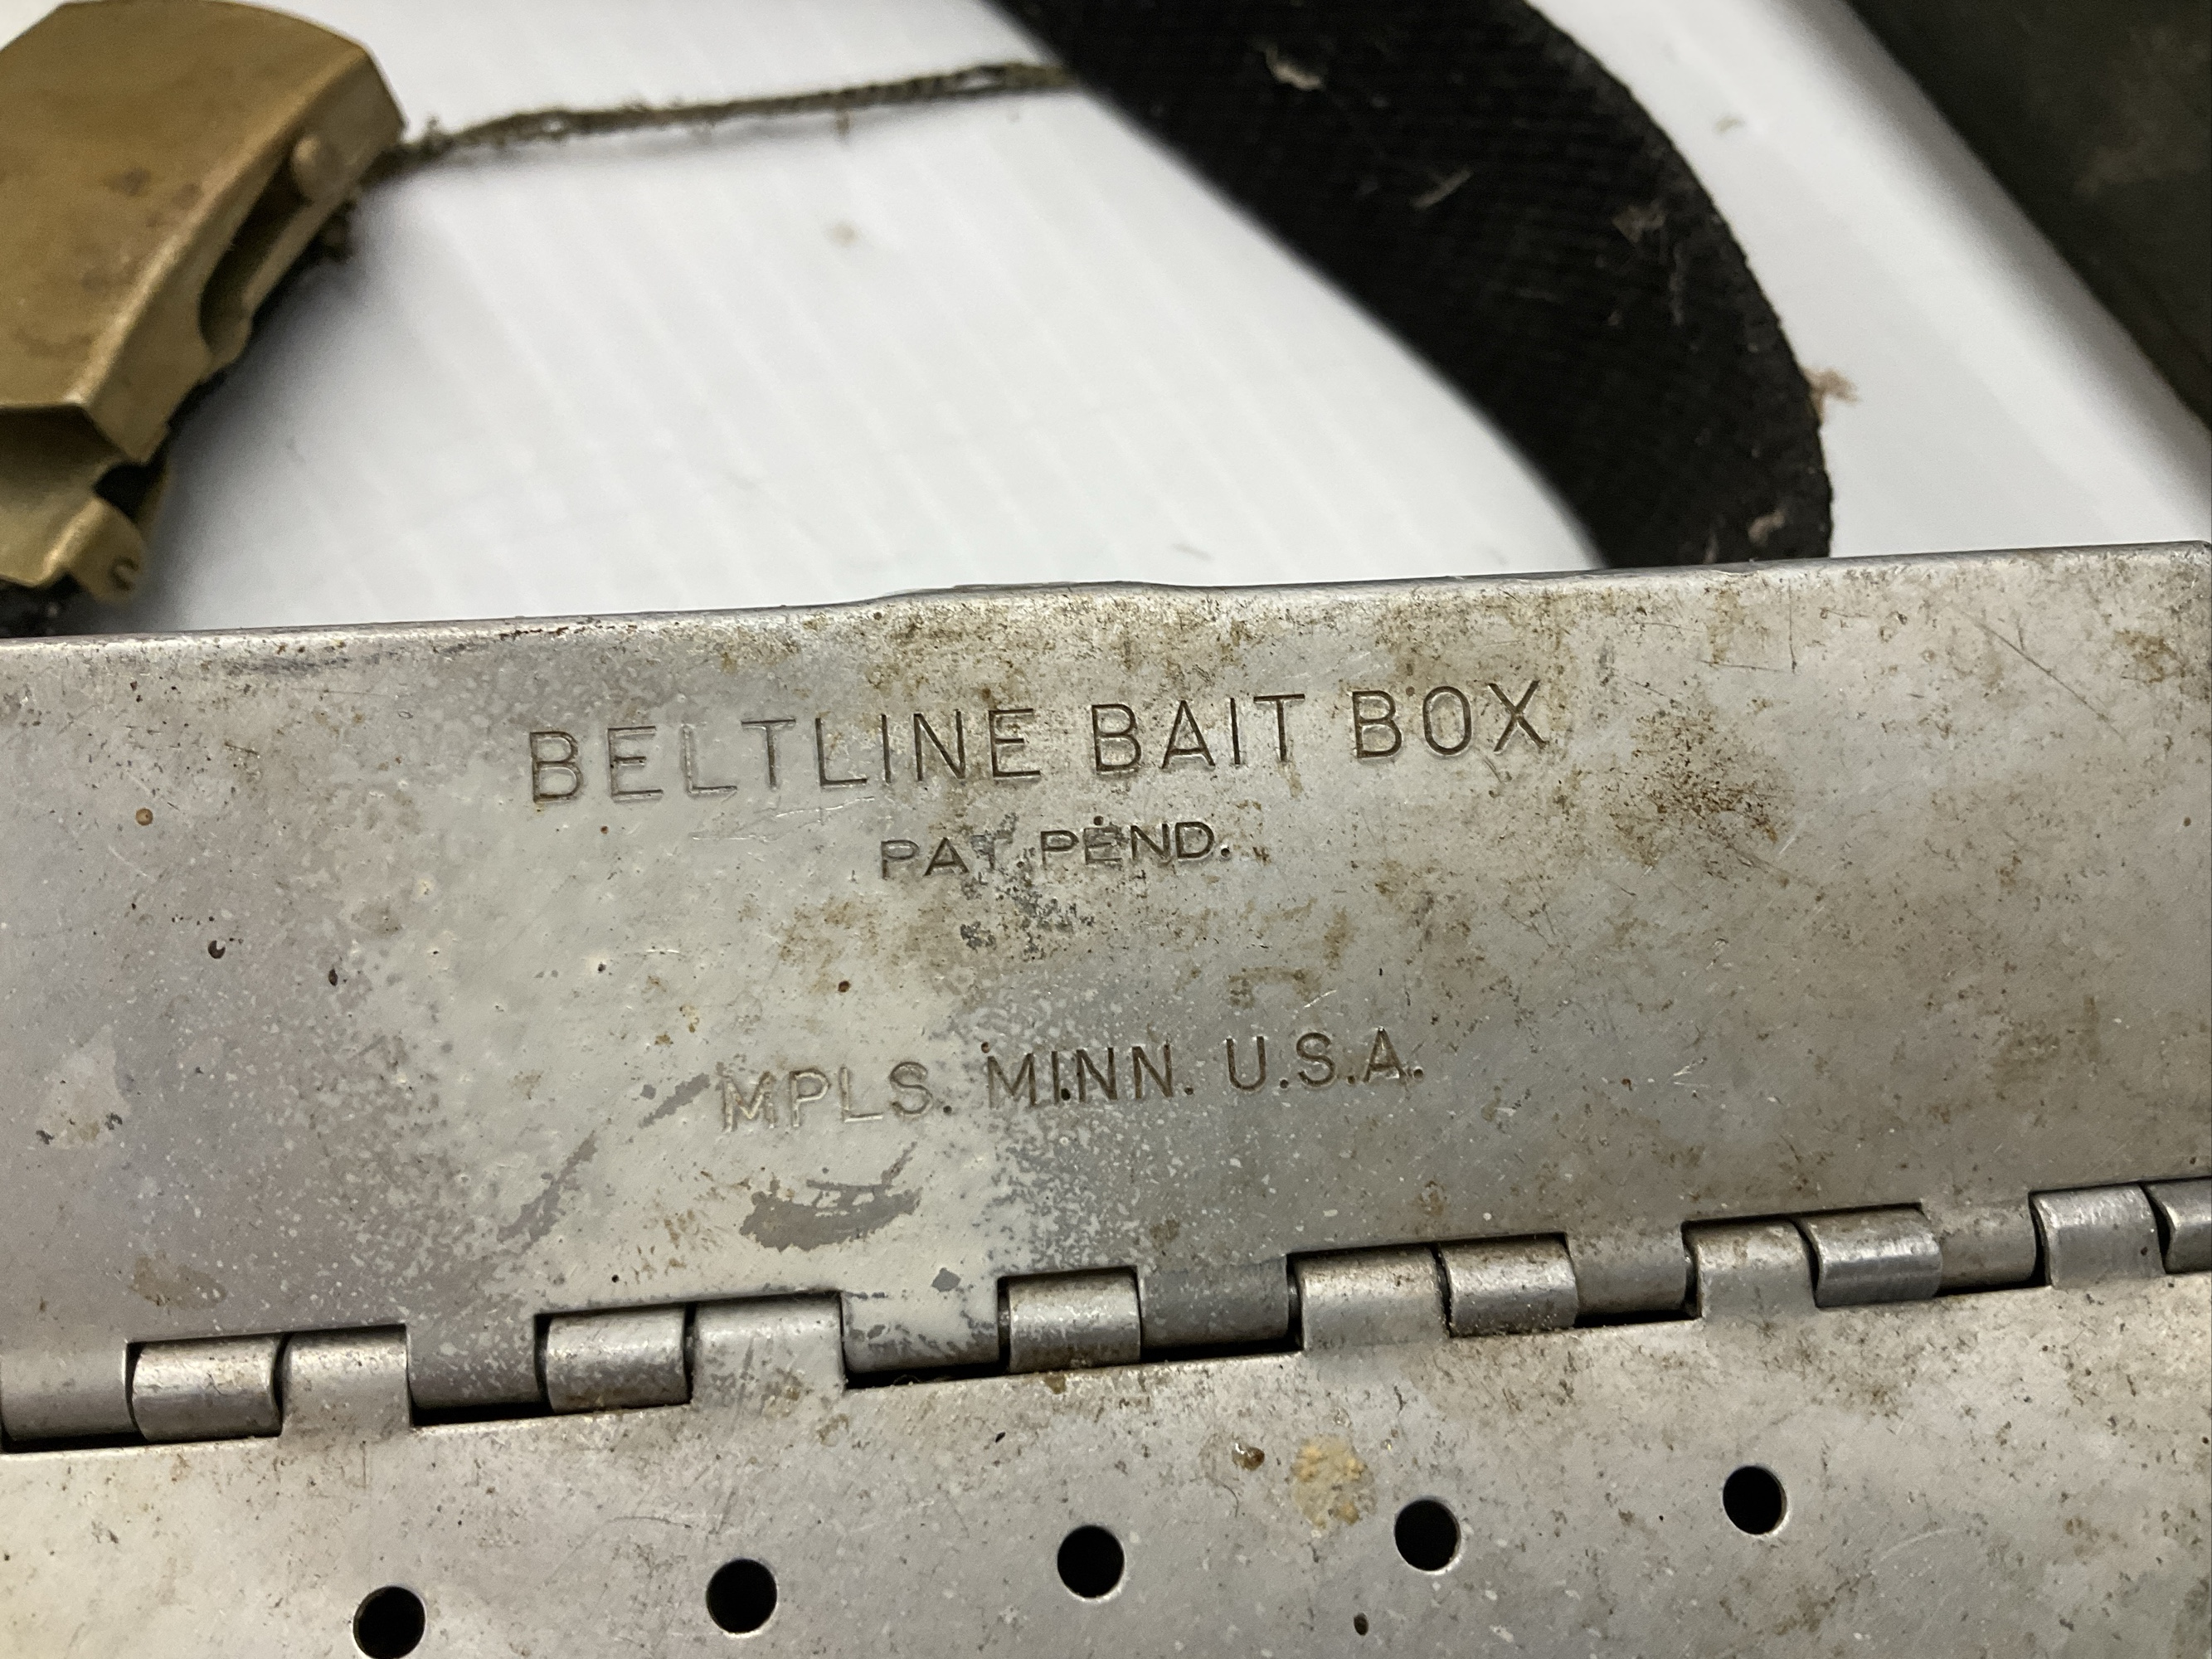 BELTLINE BAIT BOX
PAT. PEND.
MPLS. MINN. U.S.A.